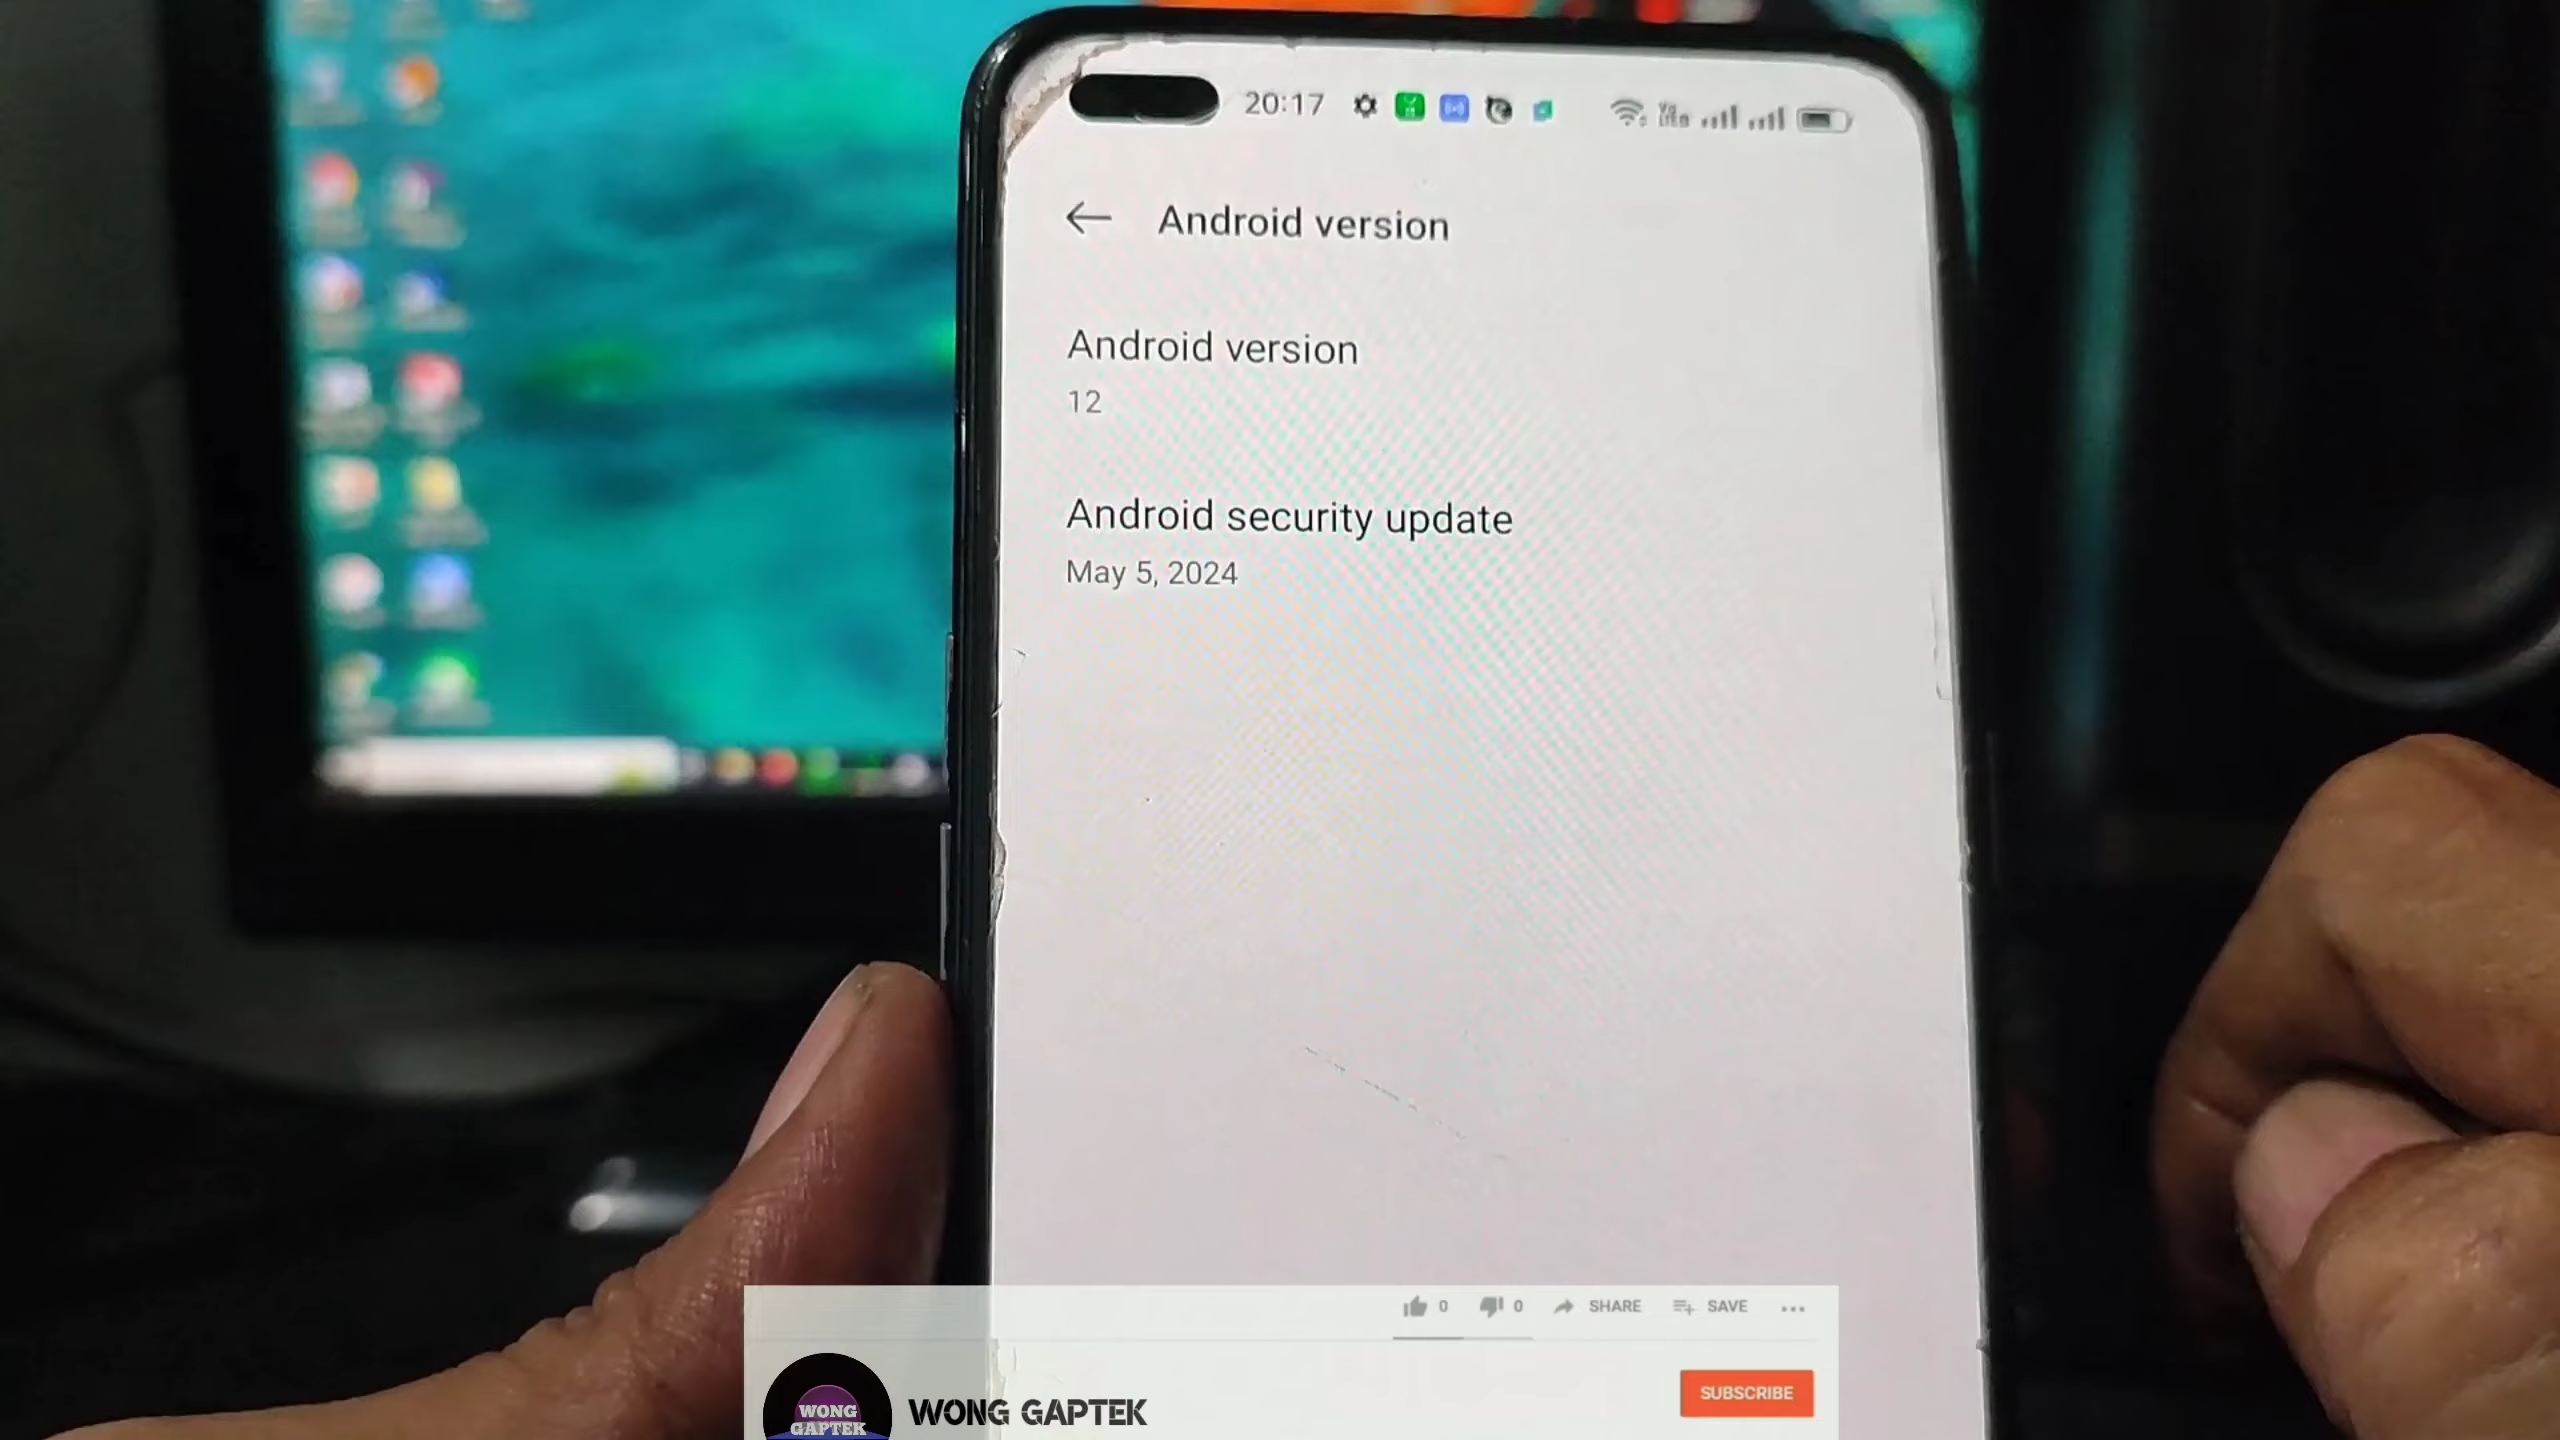 20:17
Android version
Android version
12
Android security update
May 5, 2024
0 0 SHARE SAVE
WONG GAPTEK
WONG GAPTEK
SUBSCRIBE